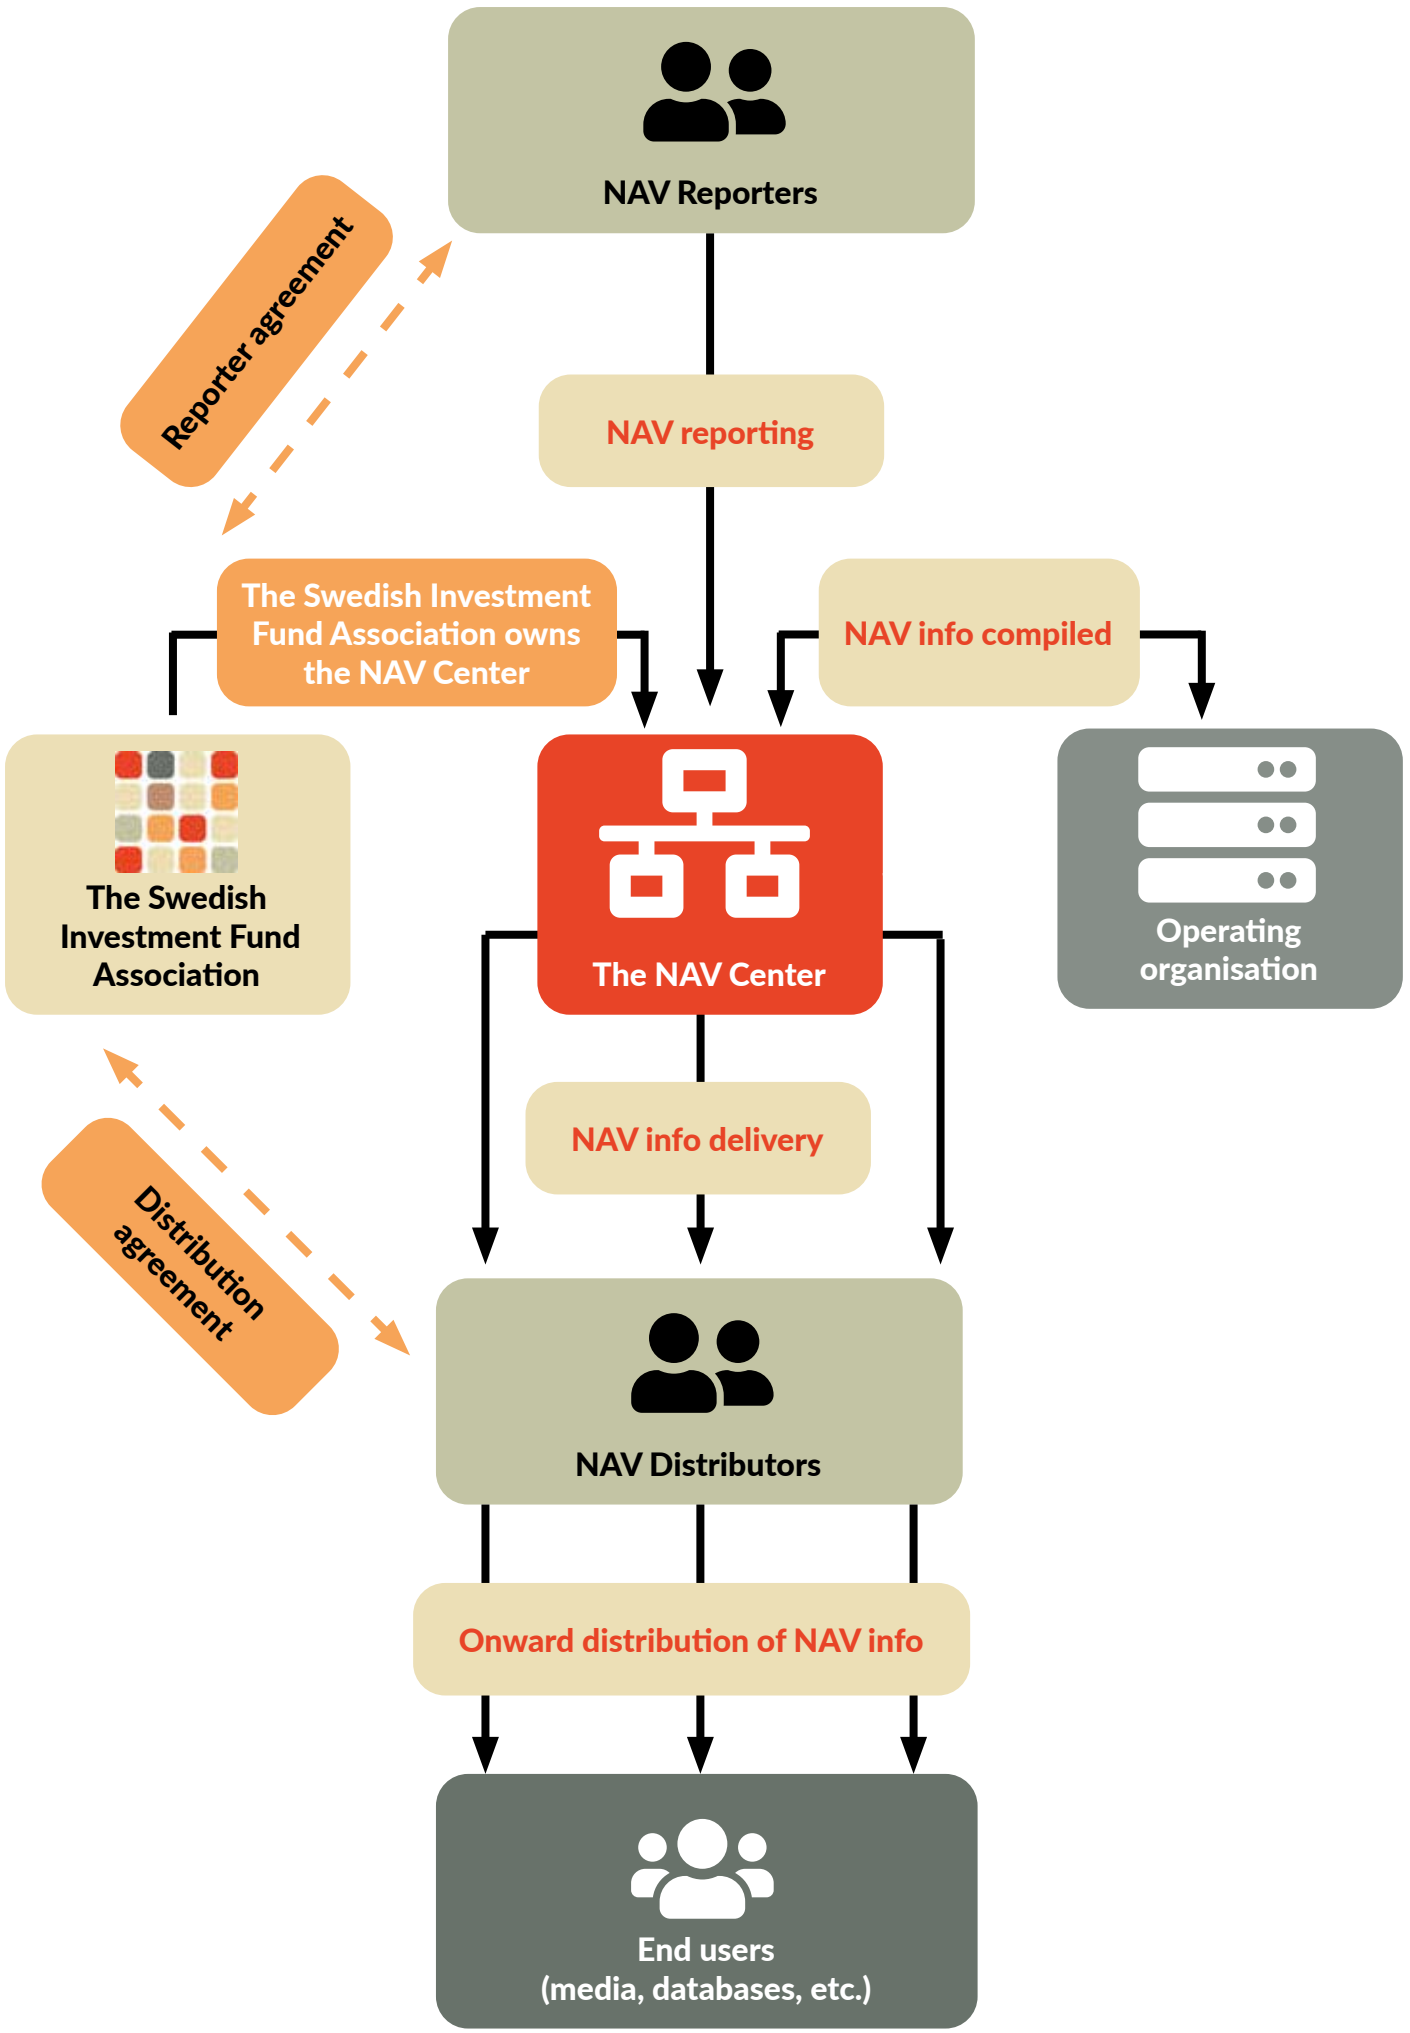 NAV Reporters
Reporter agreement
NAV reporting
The Swedish Investment
Fund Association owns
the NAV Center
NAV info compiled
The Swedish
Investment Fund
Association
The NAV Center
Operating
organisation
NAV info delivery
Distribution
agreement
NAV Distributors
Onward distribution of NAV info
End users
(media, databases, etc.)